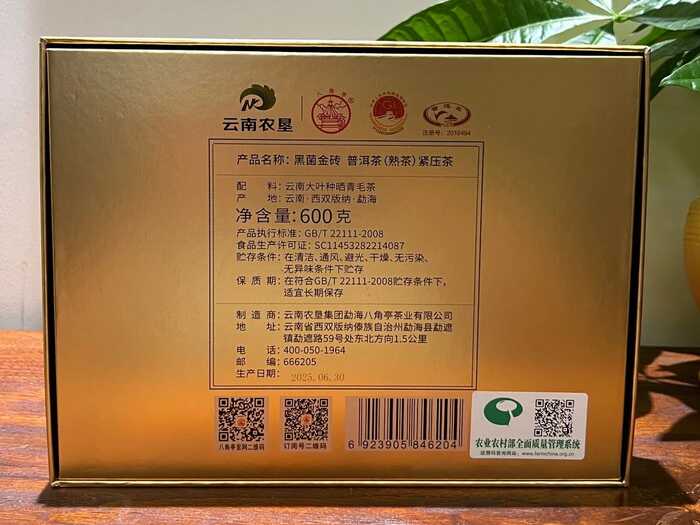 云南农垦
八角亭
普洱茶
注册号: 2010494
产品名称: 黑菌金砖 普洱茶(熟茶)紧压茶
配 料: 云南大叶种晒青毛茶
产 地: 云南·西双版纳·勐海
净含量:600克
产品执行标准: GB/T 22111-2008
食品生产许可证: SC11453282214087
贮存条件: 在清洁、通风、避光、干燥、无污染、
无异味条件下贮存
保 质 期: 在符合GB/T 22111-2008贮存条件下,
适宜长期保存
制 造 商: 云南农垦集团勐海八角亭茶业有限公司
地 址: 云南省西双版纳傣族自治州勐海县勐遮
镇勐遮路59号处东北方向1.5公里
电 话: 400-050-1964
邮 编: 666205
生产日期: 2025.06.30
八角亭官网二维码
订阅号二维码
6 923905 846204
农业农村部全面质量管理系统
www.farmchina.org.cn